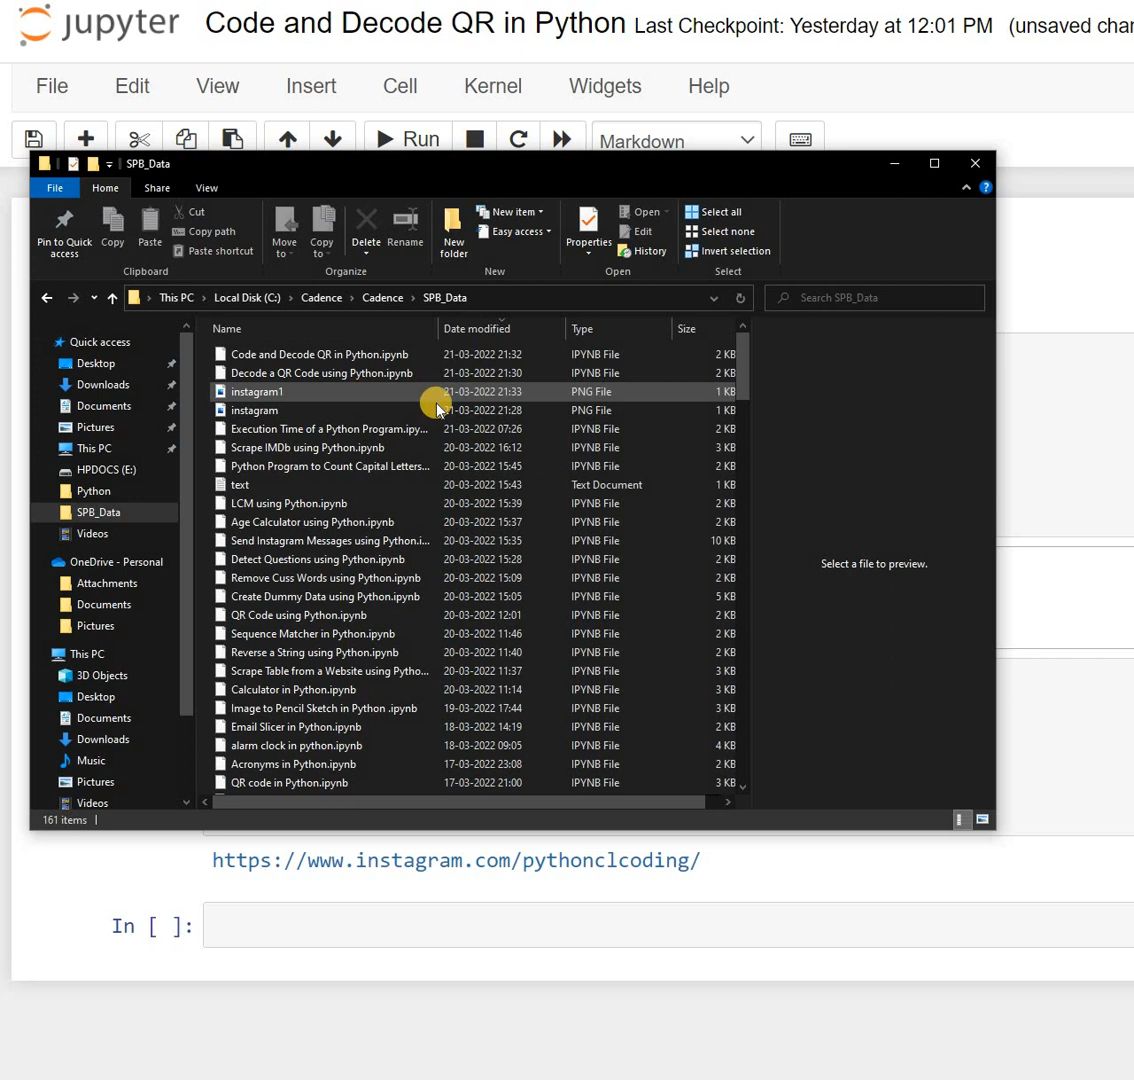 jupyter Code and Decode QR in Python Last Checkpoint: Yesterday at 12:01 PM (unsaved char
File Edit View Insert Cell Kernel Widgets Help
Run Markdown
SPB_Data
File Home Share View
Pin to Quick access
Copy
Paste
Cut
Copy path
Paste shortcut
Clipboard
Move to
Copy to
Delete
Rename
Organize
New folder
New item
Easy access
New
Properties
Open
Edit
History
Open
Select all
Select none
Invert selection
Select
This PC > Local Disk (C:) > Cadence > Cadence > SPB_Data
Search SPB_Data
Quick access
Desktop
Downloads
Documents
Pictures
This PC
HPDOCS (E:)
Python
SPB_Data
Videos
OneDrive - Personal
Attachments
Documents
Pictures
This PC
3D Objects
Desktop
Documents
Downloads
Music
Pictures
Videos
Name Date modified Type Size
Code and Decode QR in Python.ipynb 21-03-2022 21:32 IPYNB File 2 KB
Decode a QR Code using Python.ipynb 21-03-2022 21:30 IPYNB File 2 KB
instagram1 21-03-2022 21:33 PNG File 1 KB
instagram 21-03-2022 21:28 PNG File 1 KB
Execution Time of a Python Program.ipy... 21-03-2022 07:26 IPYNB File 2 KB
Scrape IMDb using Python.ipynb 20-03-2022 16:12 IPYNB File 3 KB
Python Program to Count Capital Letters... 20-03-2022 15:45 IPYNB File 2 KB
text 20-03-2022 15:43 Text Document 1 KB
LCM using Python.ipynb 20-03-2022 15:39 IPYNB File 2 KB
Age Calculator using Python.ipynb 20-03-2022 15:37 IPYNB File 2 KB
Send Instagram Messages using Python.i... 20-03-2022 15:35 IPYNB File 10 KB
Detect Questions using Python.ipynb 20-03-2022 15:28 IPYNB File 2 KB
Remove Cuss Words using Python.ipynb 20-03-2022 15:09 IPYNB File 2 KB
Create Dummy Data using Python.ipynb 20-03-2022 15:05 IPYNB File 5 KB
QR Code using Python.ipynb 20-03-2022 12:01 IPYNB File 2 KB
Sequence Matcher in Python.ipynb 20-03-2022 11:46 IPYNB File 2 KB
Reverse a String using Python.ipynb 20-03-2022 11:40 IPYNB File 2 KB
Scrape Table from a Website using Pytho... 20-03-2022 11:37 IPYNB File 3 KB
Calculator in Python.ipynb 20-03-2022 11:14 IPYNB File 3 KB
Image to Pencil Sketch in Python .ipynb 19-03-2022 17:44 IPYNB File 3 KB
Email Slicer in Python.ipynb 18-03-2022 14:19 IPYNB File 2 KB
alarm clock in python.ipynb 18-03-2022 09:05 IPYNB File 4 KB
Acronyms in Python.ipynb 17-03-2022 23:08 IPYNB File 2 KB
QR code in Python.ipynb 17-03-2022 21:00 IPYNB File 3 KB
Select a file to preview.
161 items
https://www.instagram.com/pythonclcoding/
In [ ]: